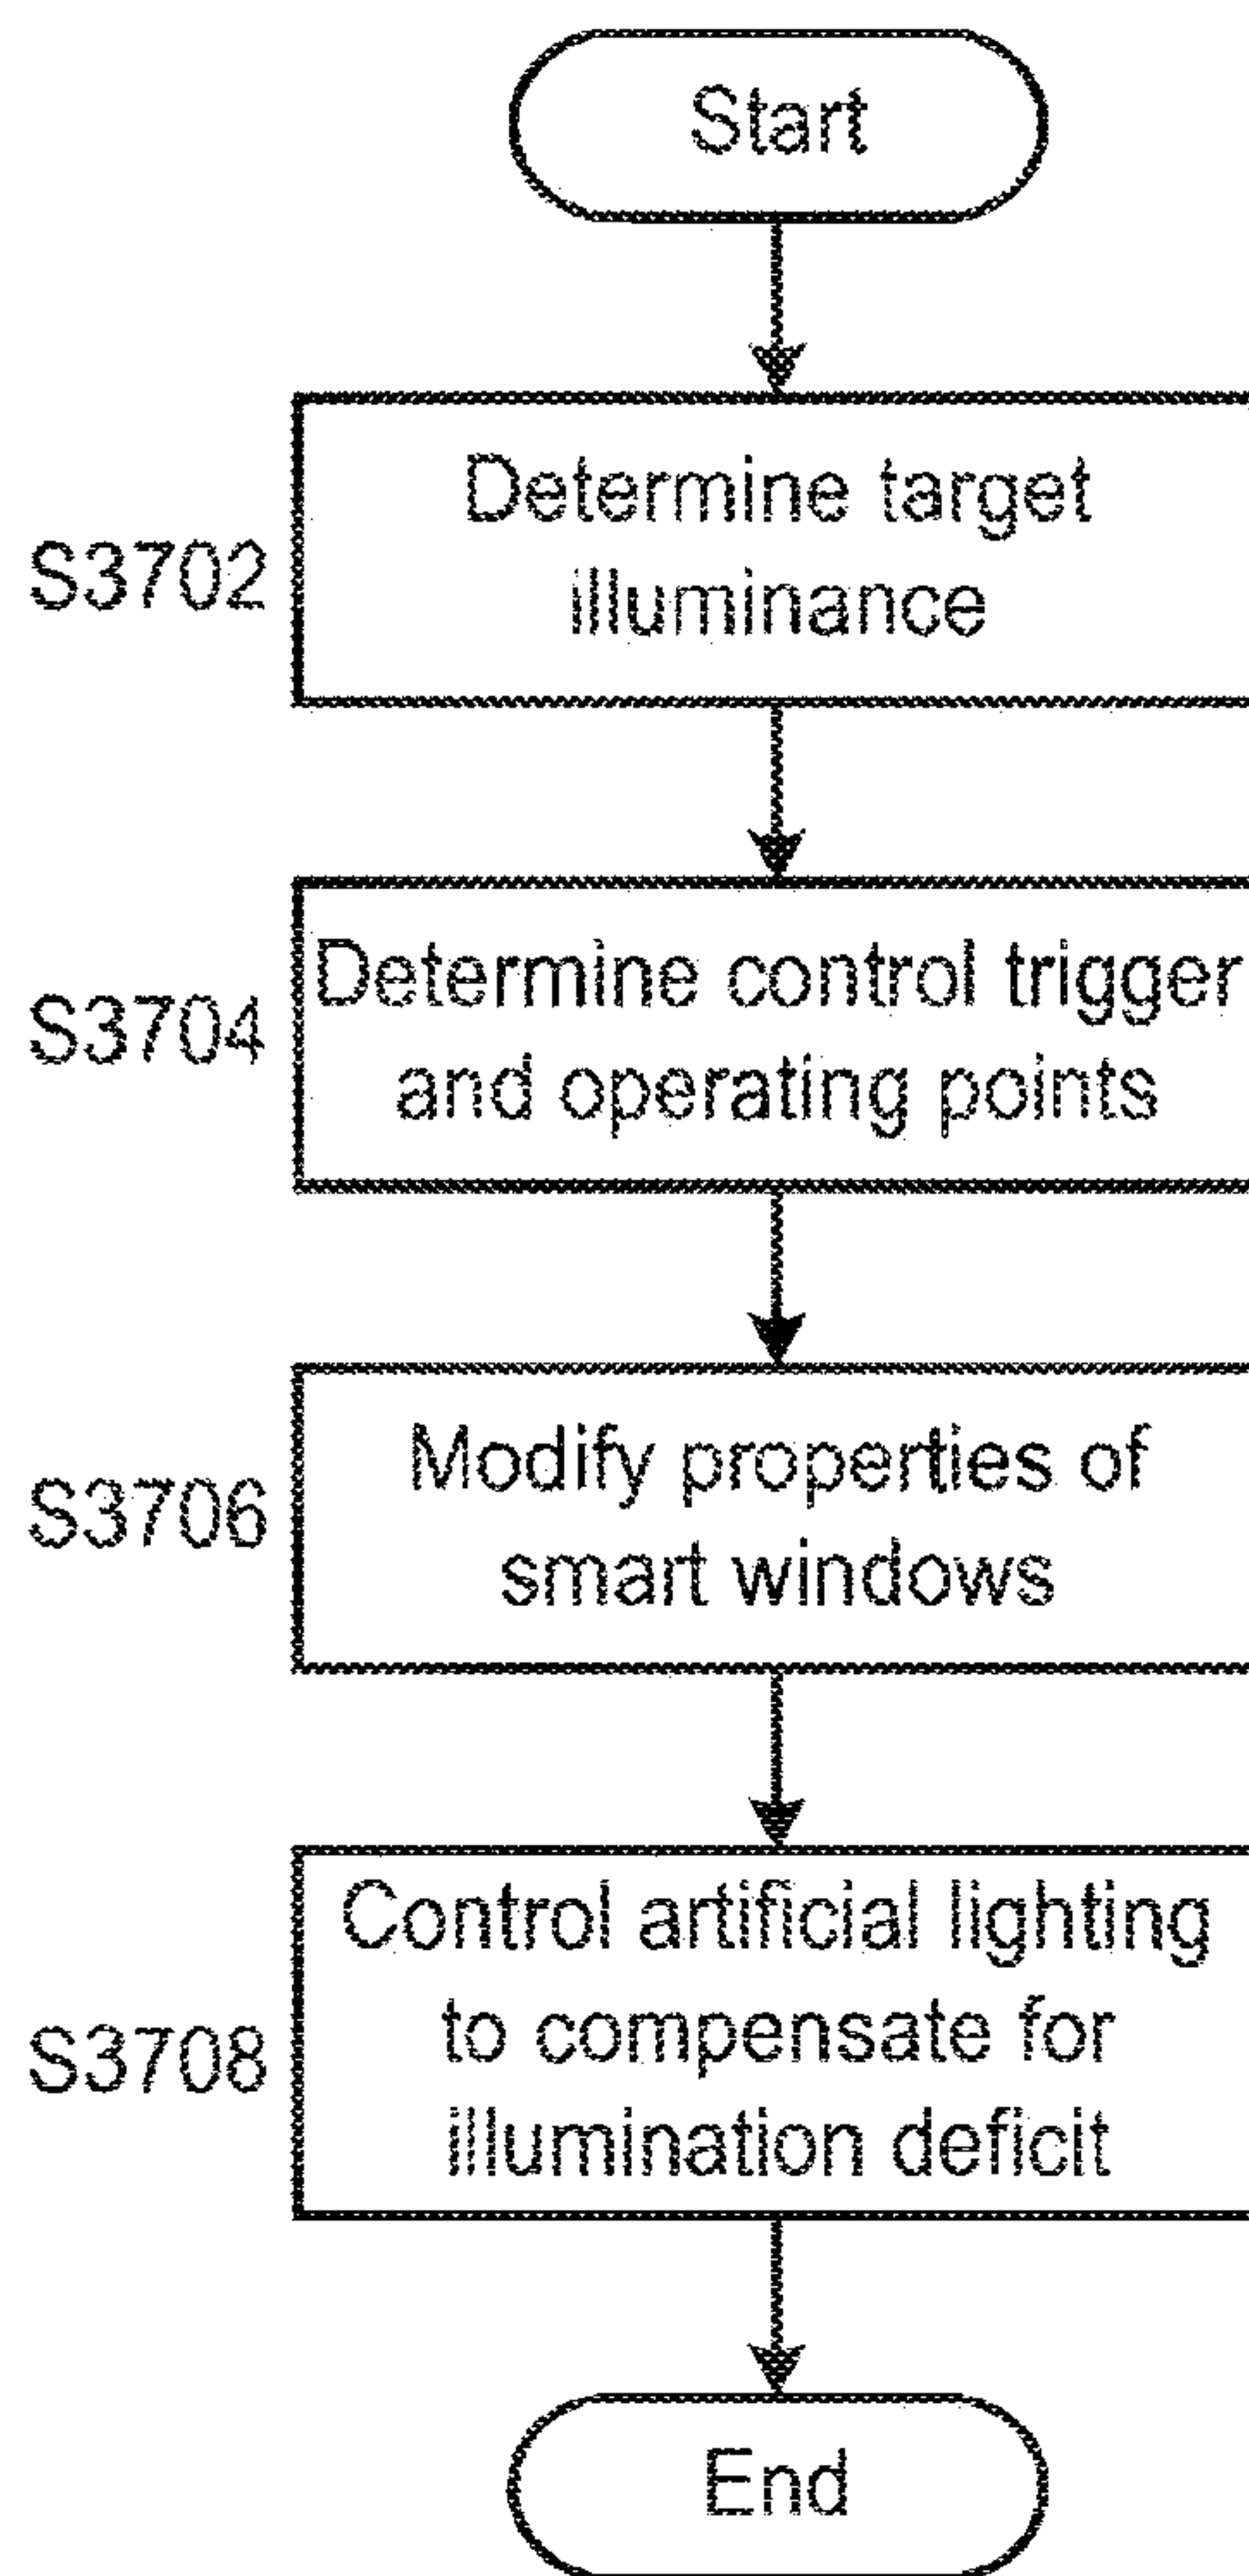 Start
Determine target
illuminance
S3702
Determine control trigger
and operating points
S3704
Modify properties of
smart windows
S3706
Control artificial lighting
to compensate for
illumination deficit
S3708
End